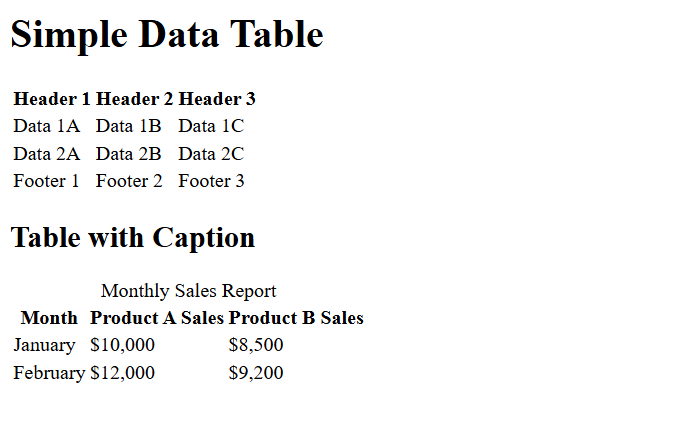 Simple Data Table
Header 1 Header 2 Header 3
Data 1A Data 1B Data 1C
Data 2A Data 2B Data 2C
Footer 1 Footer 2 Footer 3
Table with Caption
Monthly Sales Report
Month Product A Sales Product B Sales
January $10,000 $8,500
February $12,000 $9,200